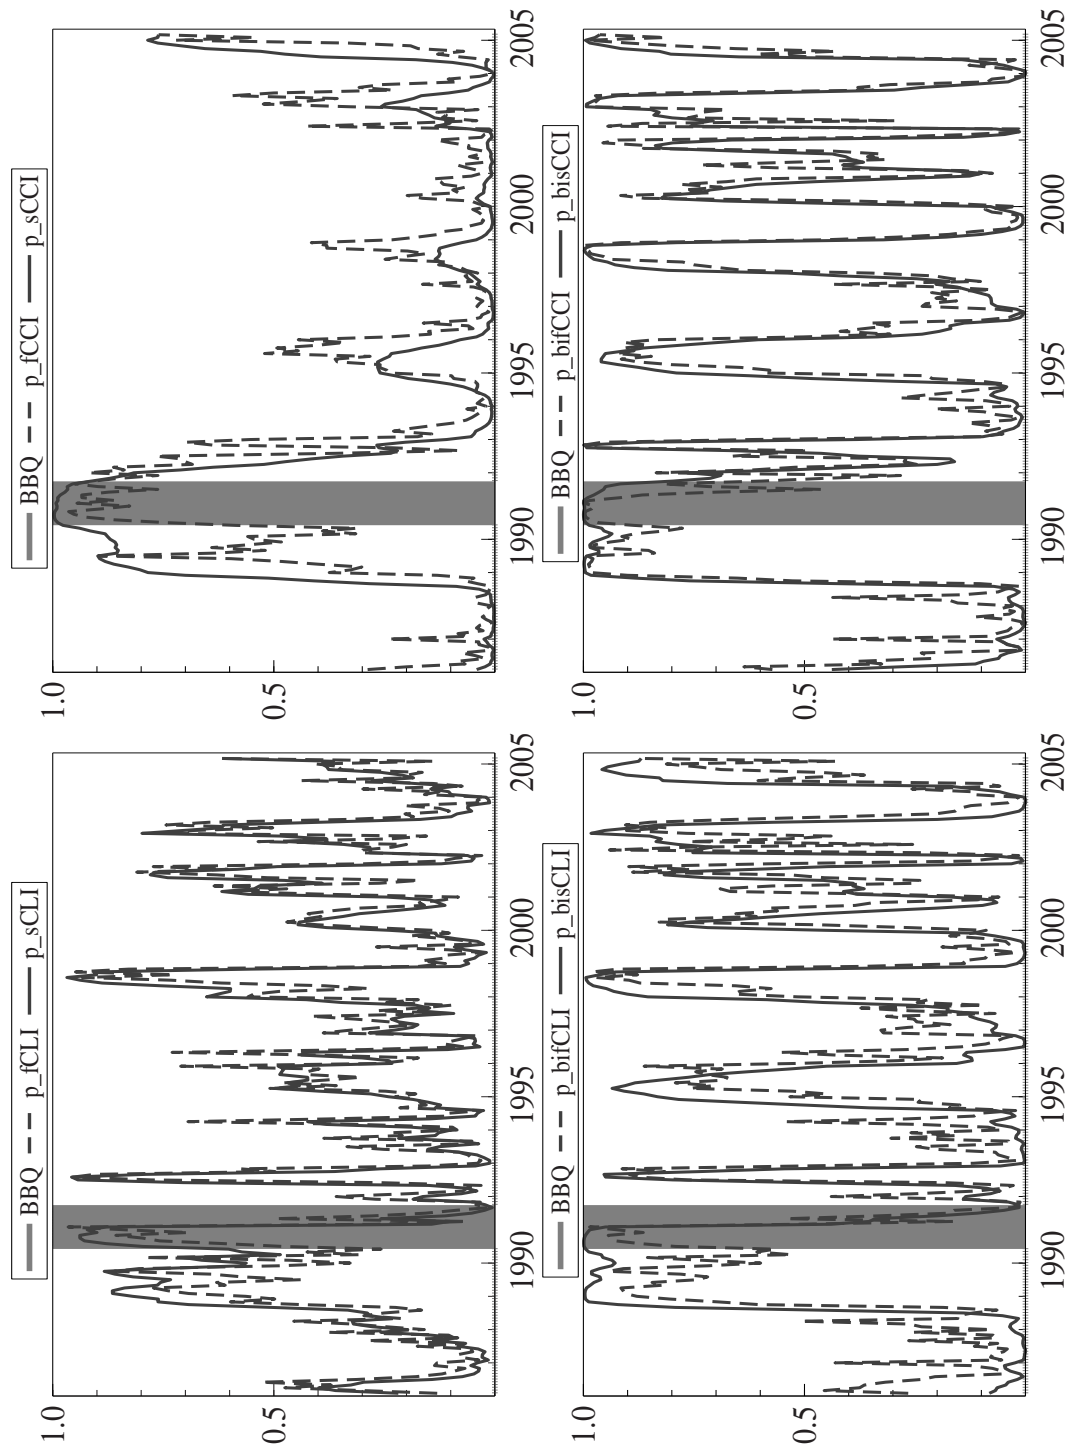 BBQ p_fCLI p_sCLI
1.0
0.5
1990 1995 2000 2005
BBQ p_fCCI p_sCCI
1.0
0.5
1990 1995 2000 2005
BBQ p_bifCLI p_bisCLI
1.0
0.5
1990 1995 2000 2005
BBQ p_bifCCI p_bisCCI
1.0
0.5
1990 1995 2000 2005